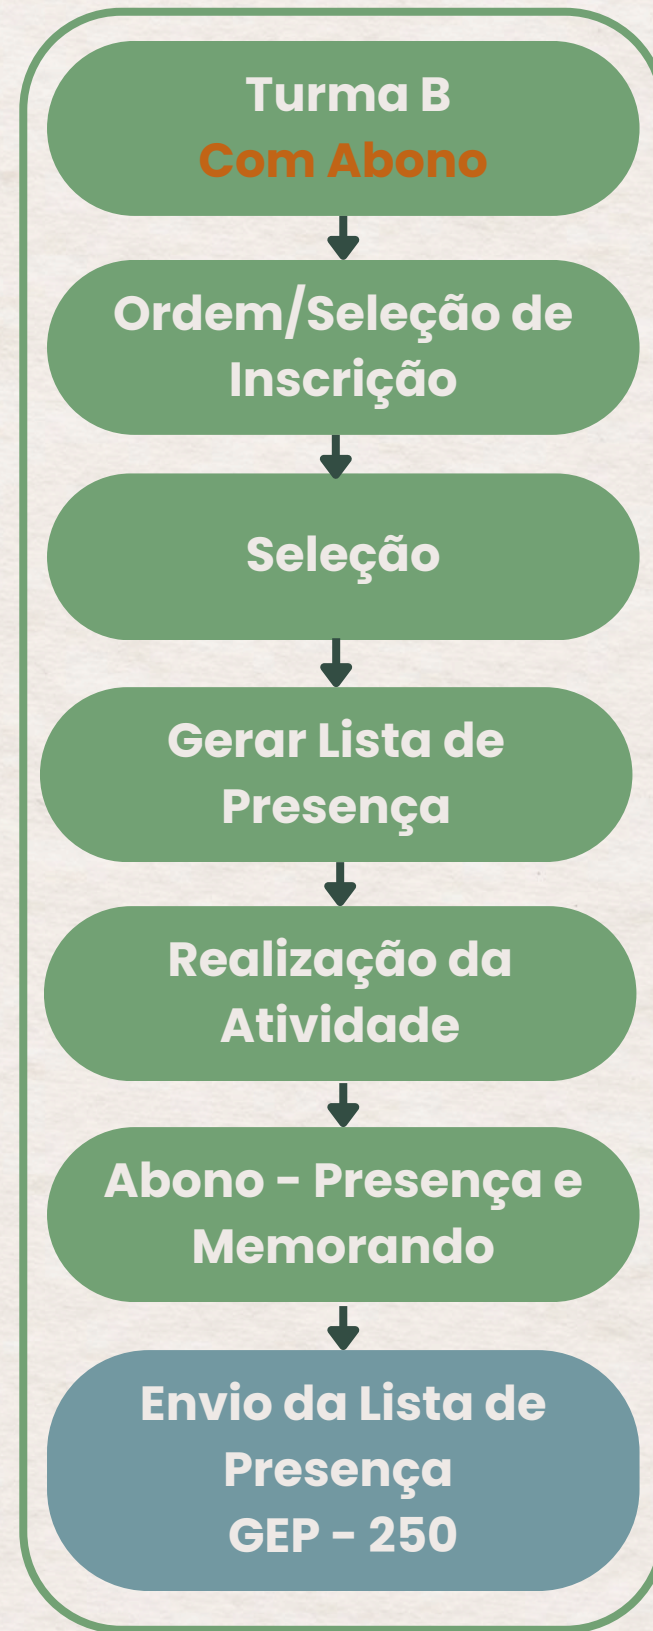 Turma B
Com Abono
Ordem/Seleção de
Inscrição
Seleção
Gerar Lista de
Presença
Realização da
Atividade
Abono - Presença e
Memorando
Envio da Lista de
Presença
GEP - 250